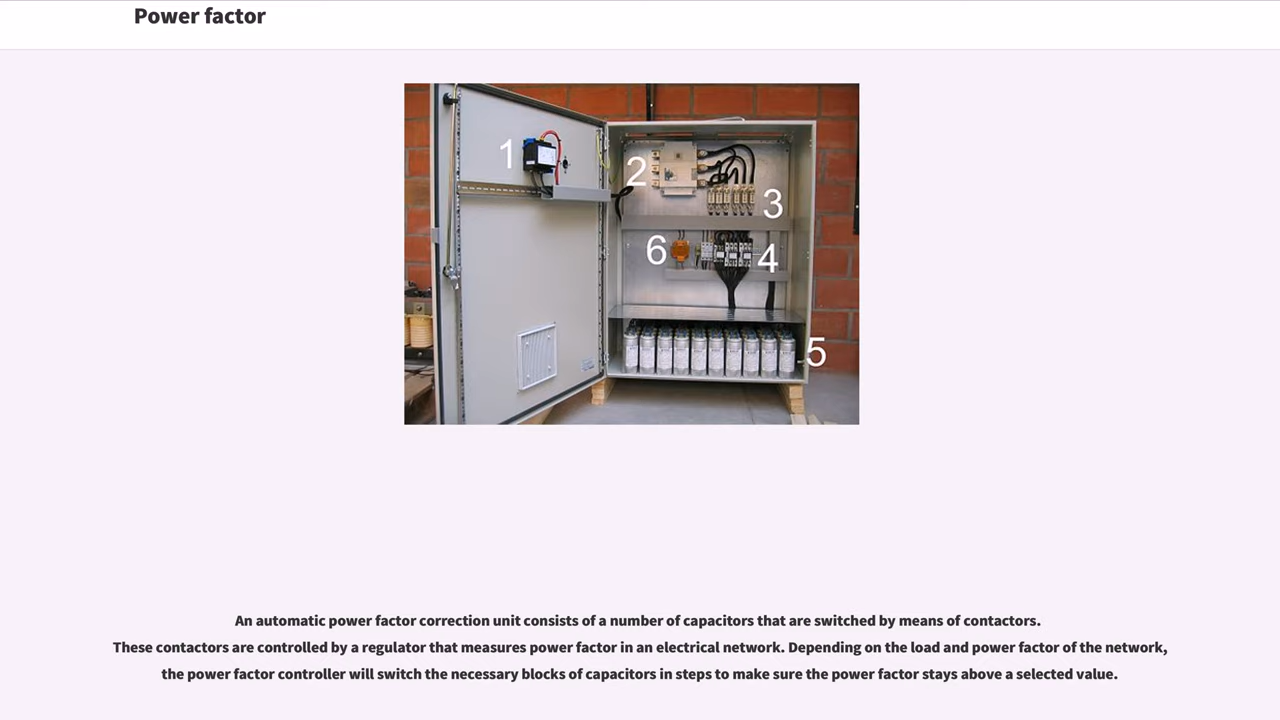 Power factor
1
2
3
6
4
5
An automatic power factor correction unit consists of a number of capacitors that are switched by means of contactors.
These contactors are controlled by a regulator that measures power factor in an electrical network. Depending on the load and power factor of the network,
the power factor controller will switch the necessary blocks of capacitors in steps to make sure the power factor stays above a selected value.